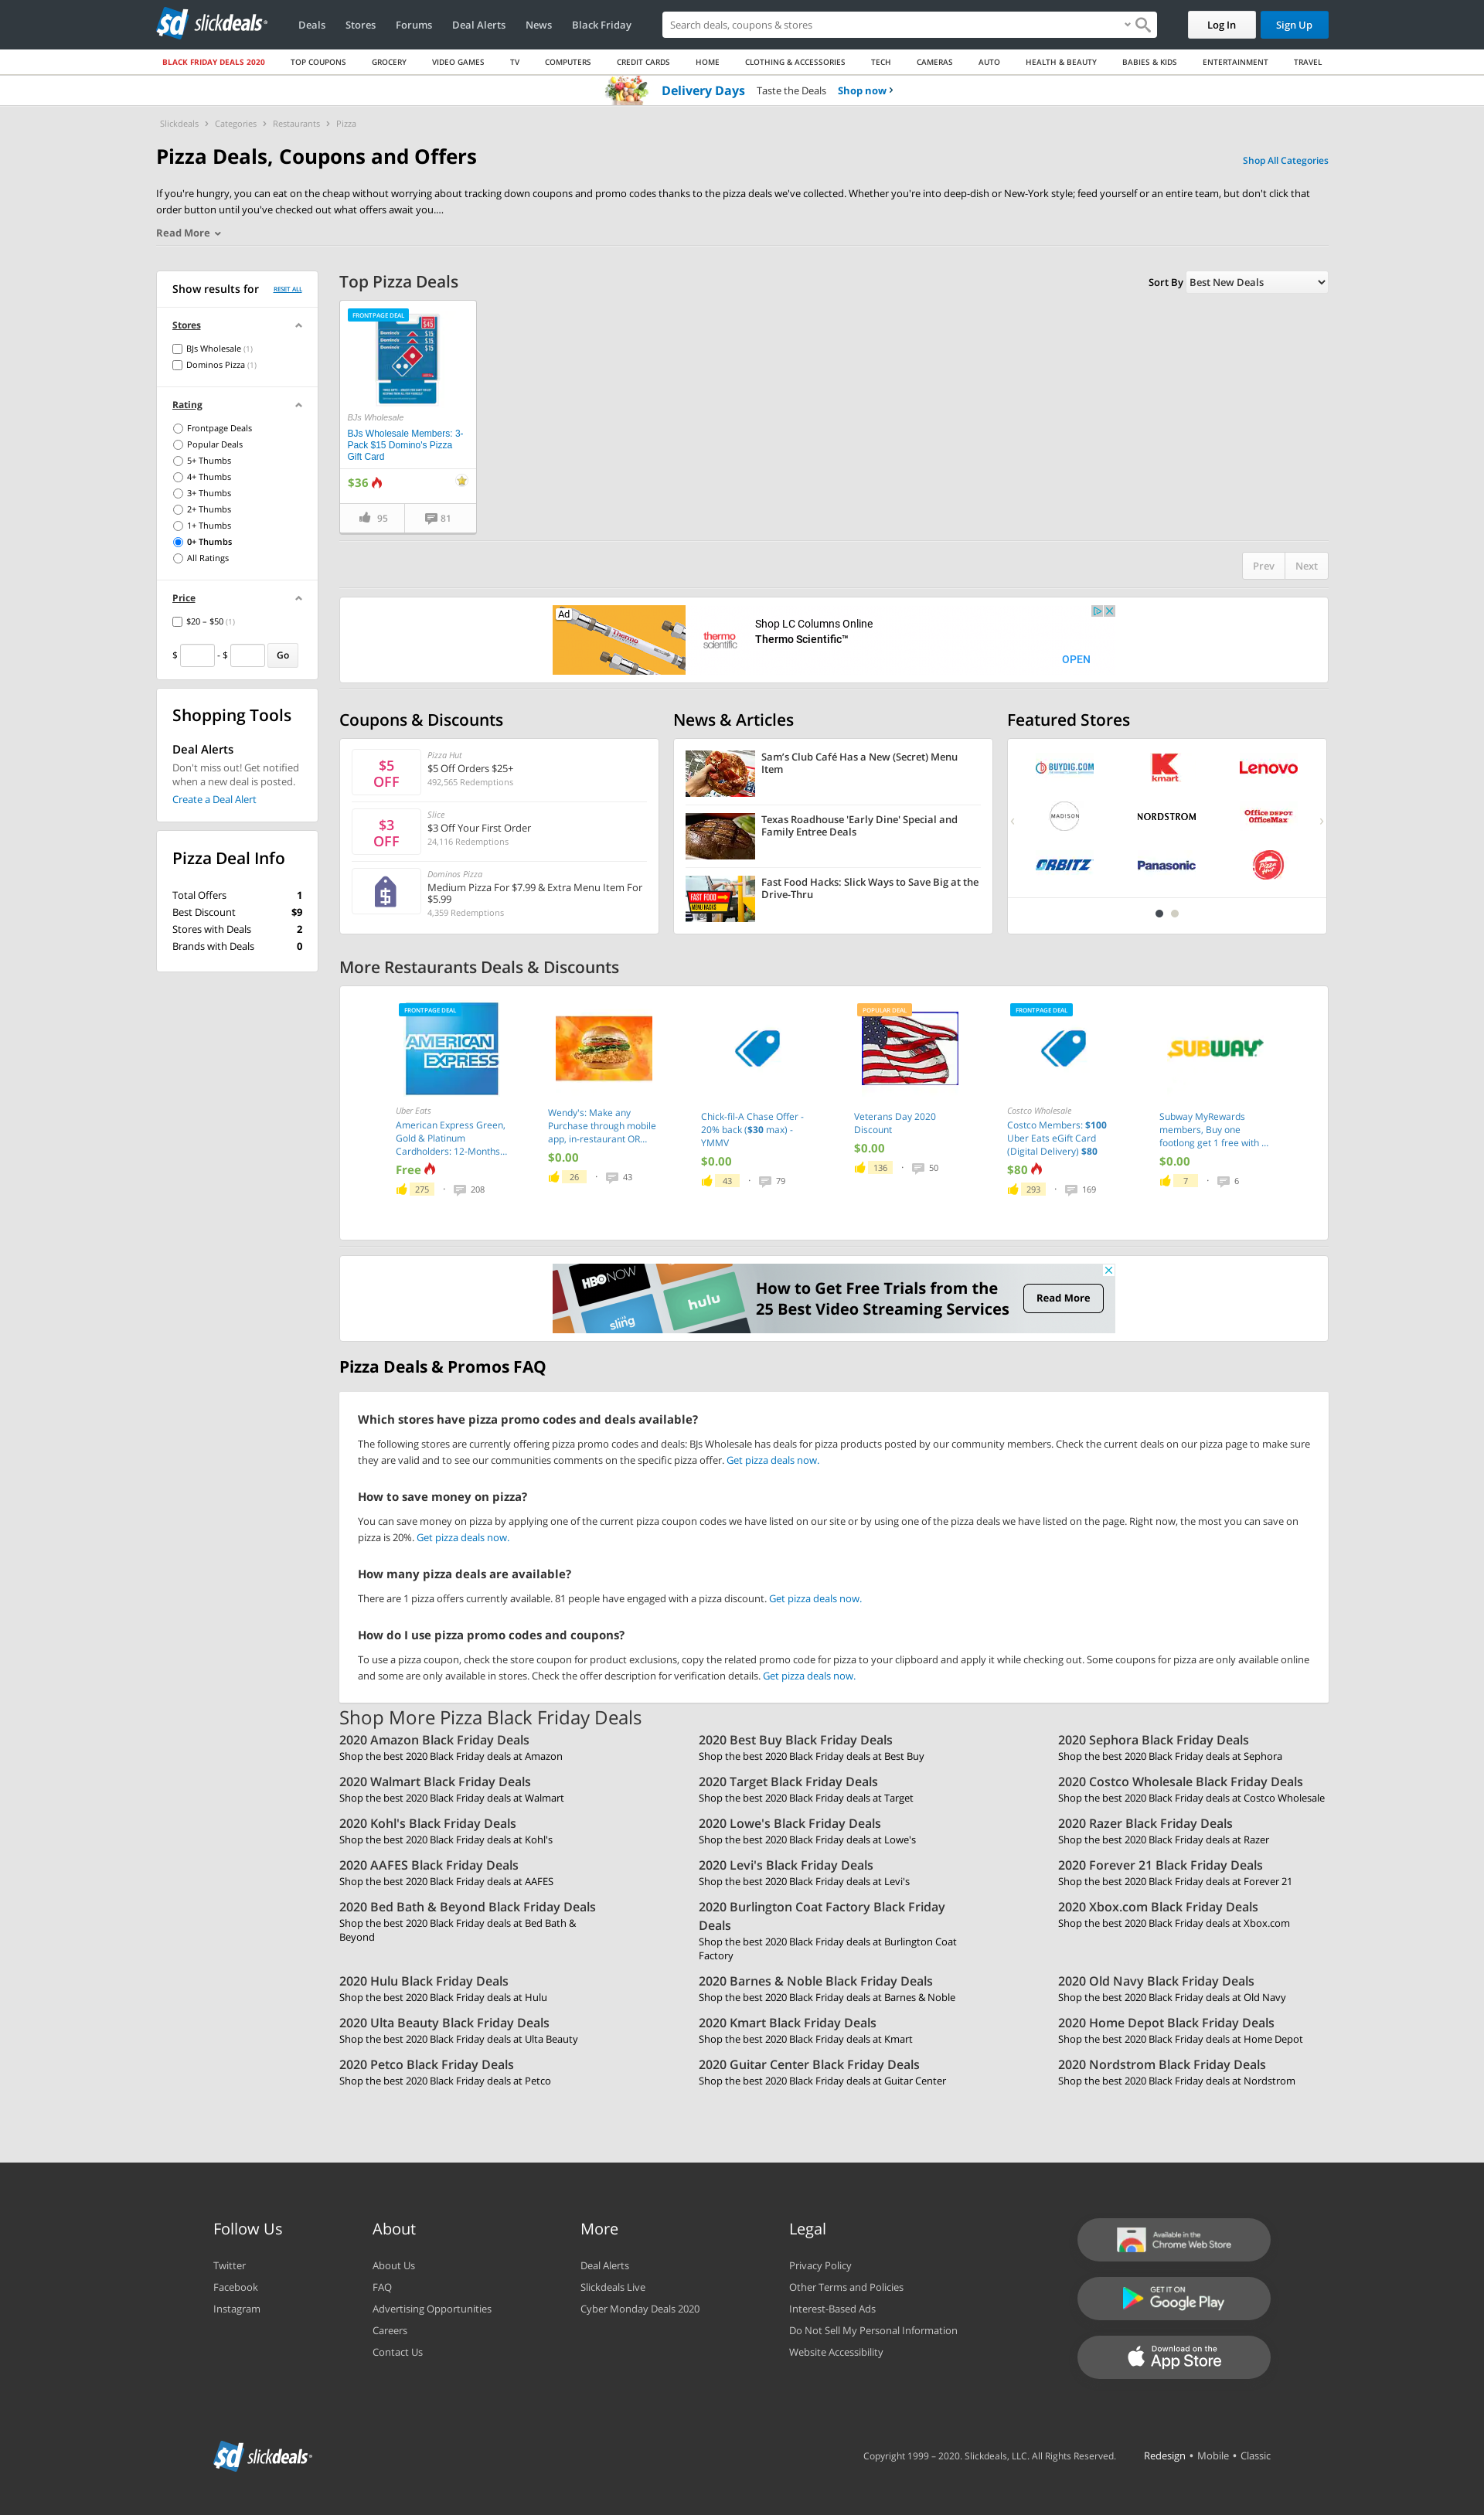 sd slickdeals
Deals
Stores
Forums
Deal Alerts
News
Black Friday
Search deals, coupons & stores
Log In
Sign Up
BLACK FRIDAY DEALS 2020
TOP COUPONS
GROCERY
VIDEO GAMES
TV
COMPUTERS
CREDIT CARDS
HOME
CLOTHING & ACCESSORIES
TECH
CAMERAS
AUTO
HEALTH & BEAUTY
BABIES & KIDS
ENTERTAINMENT
TRAVEL
Delivery Days Taste the Deals Shop now ›
Slickdeals › Categories › Restaurants › Pizza
Pizza Deals, Coupons and Offers
Shop All Categories
If you're hungry, you can eat on the cheap without worrying about tracking down coupons and promo codes thanks to the pizza deals we've collected. Whether you're into deep-dish or New-York style; feed yourself or an entire team, but don't click that
order button until you've checked out what offers await you....
Read More
Show results for
RESET ALL
Stores
BJs Wholesale (1)
Dominos Pizza (1)
Rating
Frontpage Deals
Popular Deals
5+ Thumbs
4+ Thumbs
3+ Thumbs
2+ Thumbs
1+ Thumbs
0+ Thumbs
All Ratings
Price
$20 – $50 (1)
$ - $ Go
Shopping Tools
Deal Alerts
Don't miss out! Get notified
when a new deal is posted.
Create a Deal Alert
Pizza Deal Info
Total Offers 1
Best Discount $9
Stores with Deals 2
Brands with Deals 0
Top Pizza Deals
Sort By Best New Deals
FRONTPAGE DEAL
$45
Domino's $15
Domino's $15
Domino's $15
BJs Wholesale
BJs Wholesale Members: 3-
Pack $15 Domino's Pizza
Gift Card
$36
95
81
Prev
Next
Ad
Thermo
thermo
scientific
Shop LC Columns Online
Thermo Scientific™
OPEN
Coupons & Discounts
$5
OFF
Pizza Hut
$5 Off Orders $25+
492,565 Redemptions
$3
OFF
Slice
$3 Off Your First Order
24,116 Redemptions
$
Dominos Pizza
Medium Pizza For $7.99 & Extra Menu Item For
$5.99
4,359 Redemptions
News & Articles
Sam's Club Café Has a New (Secret) Menu
Item
Texas Roadhouse 'Early Dine' Special and
Family Entree Deals
FAST FOOD
MENU HACKS
Fast Food Hacks: Slick Ways to Save Big at the
Drive-Thru
Featured Stores
BUYDIG.COM
K
kmart
Lenovo
MADISON
NORDSTROM
Office DEPOT
OfficeMax
ORBITZ
Panasonic
Pizza Hut
More Restaurants Deals & Discounts
FRONTPAGE DEAL
AMERICAN
EXPRESS
Uber Eats
American Express Green,
Gold & Platinum
Cardholders: 12-Months...
Free
275 · 208
Wendy's: Make any
Purchase through mobile
app, in-restaurant OR...
$0.00
26 · 43
Chick-fil-A Chase Offer -
20% back ($30 max) -
YMMV
$0.00
43 · 79
POPULAR DEAL
Veterans Day 2020
Discount
$0.00
136 · 50
FRONTPAGE DEAL
Costco Wholesale
Costco Members: $100
Uber Eats eGift Card
(Digital Delivery) $80
$80
293 · 169
SUBWAY
Subway MyRewards
members, Buy one
footlong get 1 free with ...
$0.00
7 · 6
HBO NOW
sling
hulu
How to Get Free Trials from the
25 Best Video Streaming Services
Read More
Pizza Deals & Promos FAQ
Which stores have pizza promo codes and deals available?
The following stores are currently offering pizza promo codes and deals: BJs Wholesale has deals for pizza products posted by our community members. Check the current deals on our pizza page to make sure
they are valid and to see our communities comments on the specific pizza offer. Get pizza deals now.
How to save money on pizza?
You can save money on pizza by applying one of the current pizza coupon codes we have listed on our site or by using one of the pizza deals we have listed on the page. Right now, the most you can save on
pizza is 20%. Get pizza deals now.
How many pizza deals are available?
There are 1 pizza offers currently available. 81 people have engaged with a pizza discount. Get pizza deals now.
How do I use pizza promo codes and coupons?
To use a pizza coupon, check the store coupon for product exclusions, copy the related promo code for pizza to your clipboard and apply it while checking out. Some coupons for pizza are only available online
and some are only available in stores. Check the offer description for verification details. Get pizza deals now.
Shop More Pizza Black Friday Deals
2020 Amazon Black Friday Deals
Shop the best 2020 Black Friday deals at Amazon
2020 Best Buy Black Friday Deals
Shop the best 2020 Black Friday deals at Best Buy
2020 Sephora Black Friday Deals
Shop the best 2020 Black Friday deals at Sephora
2020 Walmart Black Friday Deals
Shop the best 2020 Black Friday deals at Walmart
2020 Target Black Friday Deals
Shop the best 2020 Black Friday deals at Target
2020 Costco Wholesale Black Friday Deals
Shop the best 2020 Black Friday deals at Costco Wholesale
2020 Kohl's Black Friday Deals
Shop the best 2020 Black Friday deals at Kohl's
2020 Lowe's Black Friday Deals
Shop the best 2020 Black Friday deals at Lowe's
2020 Razer Black Friday Deals
Shop the best 2020 Black Friday deals at Razer
2020 AAFES Black Friday Deals
Shop the best 2020 Black Friday deals at AAFES
2020 Levi's Black Friday Deals
Shop the best 2020 Black Friday deals at Levi's
2020 Forever 21 Black Friday Deals
Shop the best 2020 Black Friday deals at Forever 21
2020 Bed Bath & Beyond Black Friday Deals
Shop the best 2020 Black Friday deals at Bed Bath &
Beyond
2020 Burlington Coat Factory Black Friday
Deals
Shop the best 2020 Black Friday deals at Burlington Coat
Factory
2020 Xbox.com Black Friday Deals
Shop the best 2020 Black Friday deals at Xbox.com
2020 Hulu Black Friday Deals
Shop the best 2020 Black Friday deals at Hulu
2020 Barnes & Noble Black Friday Deals
Shop the best 2020 Black Friday deals at Barnes & Noble
2020 Old Navy Black Friday Deals
Shop the best 2020 Black Friday deals at Old Navy
2020 Ulta Beauty Black Friday Deals
Shop the best 2020 Black Friday deals at Ulta Beauty
2020 Kmart Black Friday Deals
Shop the best 2020 Black Friday deals at Kmart
2020 Home Depot Black Friday Deals
Shop the best 2020 Black Friday deals at Home Depot
2020 Petco Black Friday Deals
Shop the best 2020 Black Friday deals at Petco
2020 Guitar Center Black Friday Deals
Shop the best 2020 Black Friday deals at Guitar Center
2020 Nordstrom Black Friday Deals
Shop the best 2020 Black Friday deals at Nordstrom
Follow Us
Twitter
Facebook
Instagram
About
About Us
FAQ
Advertising Opportunities
Careers
Contact Us
More
Deal Alerts
Slickdeals Live
Cyber Monday Deals 2020
Legal
Privacy Policy
Other Terms and Policies
Interest-Based Ads
Do Not Sell My Personal Information
Website Accessibility
Available in the
Chrome Web Store
GET IT ON
Google Play
Download on the
App Store
sd slickdeals
Copyright 1999 – 2020. Slickdeals, LLC. All Rights Reserved.
Redesign • Mobile • Classic